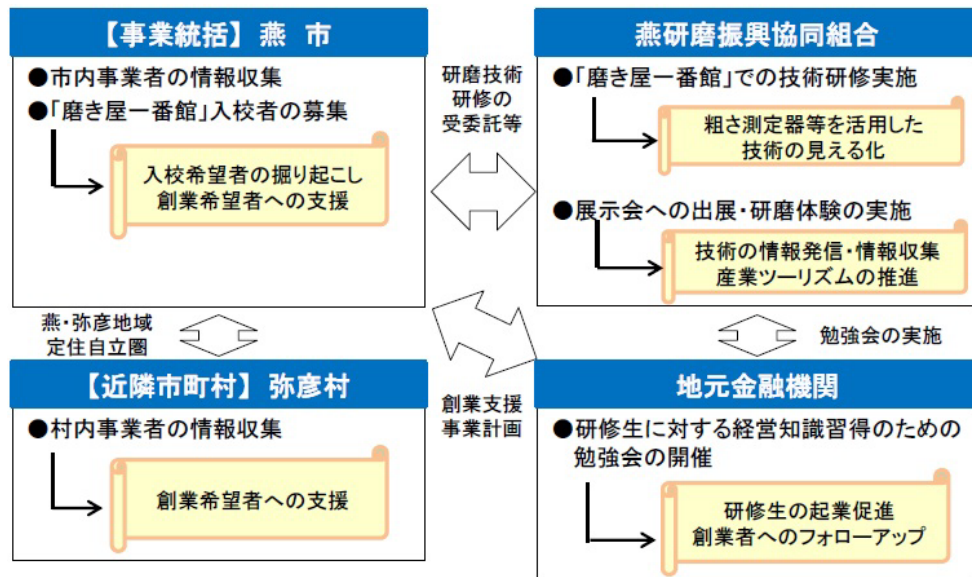 【事業統括】 燕 市
●市内事業者の情報収集
●「磨き屋一番館」入校者の募集
入校希望者の掘り起こし
創業希望者への支援
研磨技術
研修の
受委託等
燕研磨振興協同組合
●「磨き屋一番館」での技術研修実施
粗さ測定器等を活用した
技術の見える化
●展示会への出展・研磨体験の実施
技術の情報発信・情報収集
産業ツーリズムの推進
燕・弥彦地域
定住自立圏
勉強会の実施
【近隣市町村】 弥彦村
●村内事業者の情報収集
創業希望者への支援
創業支援
事業計画
地元金融機関
●研修生に対する経営知識習得のための
勉強会の開催
研修生の起業促進
創業者へのフォローアップ